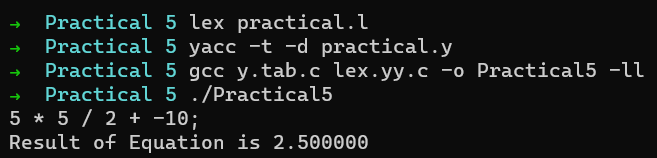 → Practical 5 lex practical.l
→ Practical 5 yacc -t -d practical.y
→ Practical 5 gcc y.tab.c lex.yy.c -o Practical5 -ll
→ Practical 5 ./Practical5
5 * 5 / 2 + -10;
Result of Equation is 2.500000